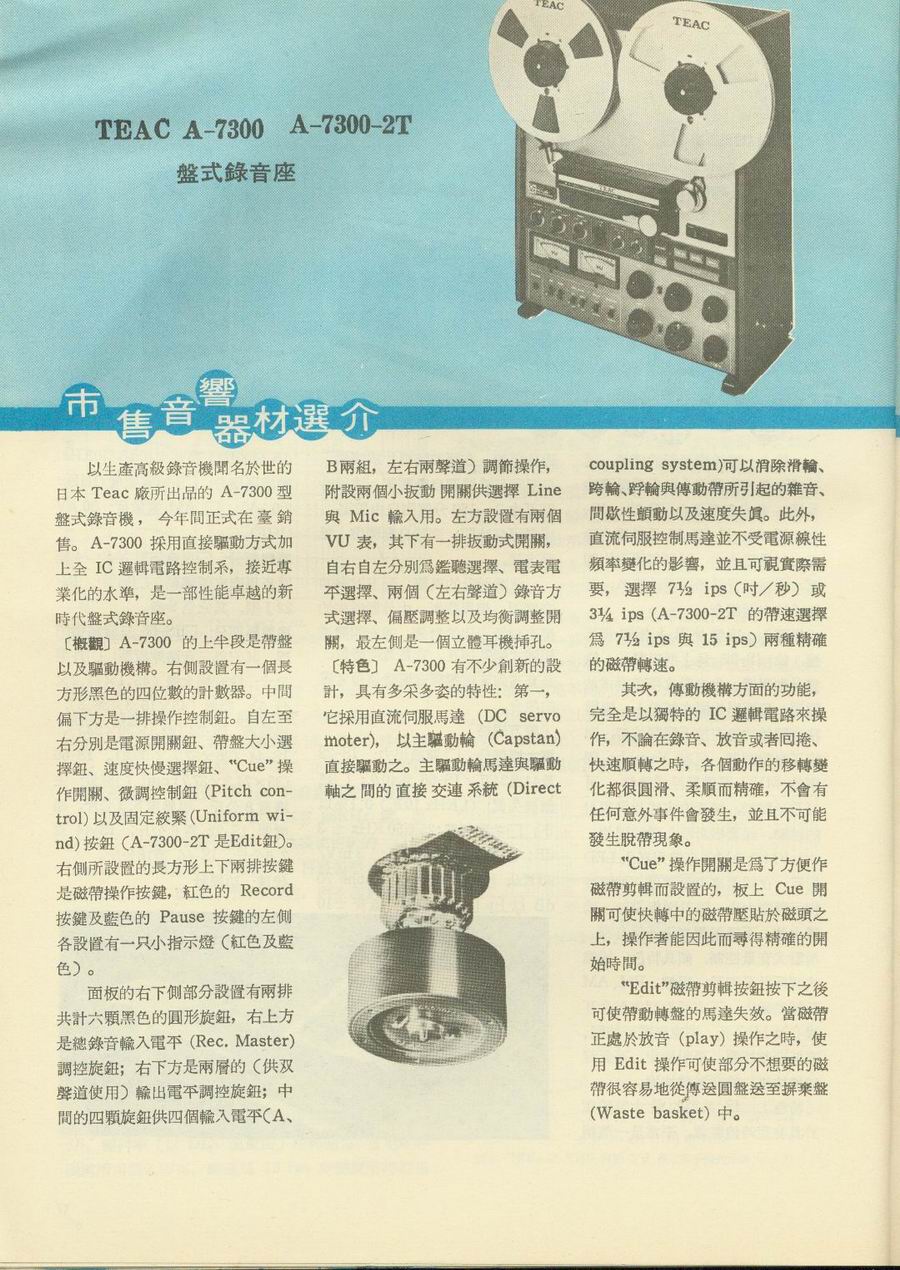 TEAC
TEAC
TEAC A-7300 A-7300-2T
盤式錄音座
TEAC
VU
VU
市售音響器材選介
以生產高級錄音機聞名於世的
日本 Teac 廠所出品的 A-7300 型
盤式錄音機，今年間正式在臺銷
售。A-7300 採用直接驅動方式加
上全 IC 邏輯電路控制系，接近專
業化的水準，是一部性能卓越的新
時代盤式錄音座。
〔概觀〕A-7300 的上半段是帶盤
以及驅動機構。右側設置有一個長
方形黑色的四位數的計數器。中間
偏下方是一排操作控制鈕。自左至
右分別是電源開關鈕、帶盤大小選
擇鈕、速度快慢選擇鈕、“Cue” 操
作開關、微調控制鈕 (Pitch con-
trol) 以及固定絞緊 (Uniform wi-
nd) 按鈕（A-7300-2T 是Edit鈕）。
右側所設置的長方形上下兩排按鍵
是磁帶操作按鍵，紅色的 Record
按鍵及藍色的 Pause 按鍵的左側
各設置有一只小指示燈（紅色及藍
色）。
面板的右下側部分設置有兩排
共計六顆黑色的圓形旋鈕，右上方
是總錄音輸入電平 (Rec. Master)
調控旋鈕；右下方是兩層的（供双
聲道使用）輸出電平調控旋鈕；中
間的四顆旋鈕供四個輸入電平(A、
B兩組，左右兩聲道）調節操作，
附設兩個小扳動開關供選擇 Line
與 Mic 輸入用。左方設置有兩個
VU 表，其下有一排扳動式開關，
自右自左分別爲鑑聽選擇、電表電
平選擇、兩個（左右聲道）錄音方
式選擇、偏壓調整以及均衡調整開
關，最左側是一個立體耳機挿孔。
〔特色〕 A-7300 有不少創新的設
計，具有多采多姿的特性：第一，
它採用直流伺服馬達 (DC servo
moter)，以主驅動輪 (Capstan)
直接驅動之。主驅動輪馬達與驅動
軸之間的直接交連系統 (Direct
coupling system)可以消除滑輪、
跨輪、踭輪與傳動帶所引起的雜音、
間歇性顫動以及速度失眞。此外，
直流伺服控制馬達並不受電源線性
頻率變化的影響，並且可視實際需
要，選擇 7½ ips (吋／秒) 或
3¼ ips (A-7300-2T 的帶速選擇
爲 7½ ips 與 15 ips) 兩種精確
的磁帶轉速。
其次，傳動機構方面的功能，
完全是以獨特的 IC 邏輯電路來操
作，不論在錄音、放音或者囘捲、
快速順轉之時，各個動作的移轉變
化都很圓滑、柔順而精確，不會有
任何意外事件會發生，並且不可能
發生脫帶現象。
“Cue” 操作開關是爲了方便作
磁帶剪輯而設置的，板上 Cue 開
關可使快轉中的磁帶壓貼於磁頭之
上，操作者能因此而尋得精確的開
始時間。
“Edit”磁帶剪輯按鈕按下之後
可使帶動轉盤的馬達失效。當磁帶
正處於放音 (play) 操作之時，使
用 Edit 操作可使部分不想要的磁
帶很容易地從傳送圓盤送至摒棄盤
(Waste basket) 中。